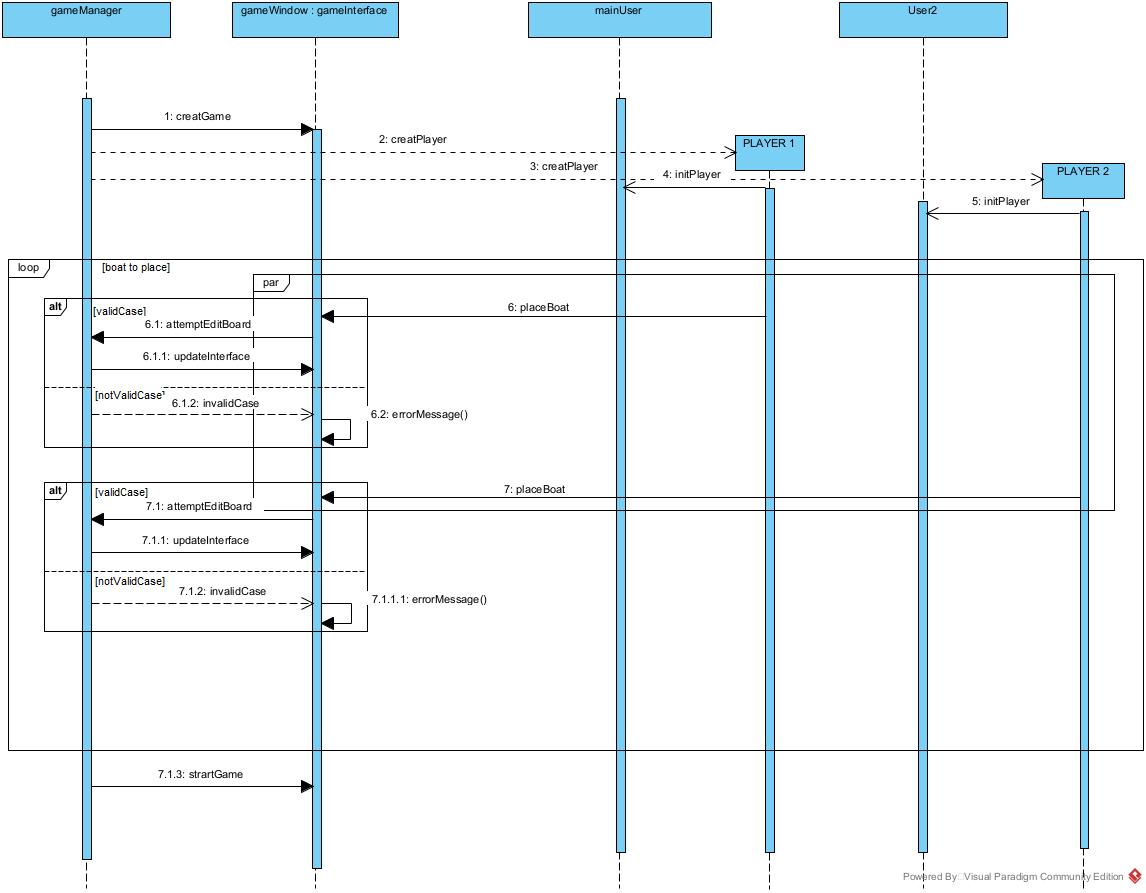 gameManager
gameWindow : gameInterface
mainUser
User2
1: creatGame
2: creatPlayer
PLAYER 1
3: creatPlayer
4: initPlayer
PLAYER 2
5: initPlayer
loop
[boat to place]
par
alt
[validCase]
6: placeBoat
6.1: attemptEditBoard
6.1.1: updateInterface
[notValidCase]
6.1.2: invalidCase
6.2: errorMessage()
alt
[validCase]
7: placeBoat
7.1: attemptEditBoard
7.1.1: updateInterface
[notValidCase]
7.1.2: invalidCase
7.1.1.1: errorMessage()
7.1.3: strartGame
Powered By Visual Paradigm Community Edition